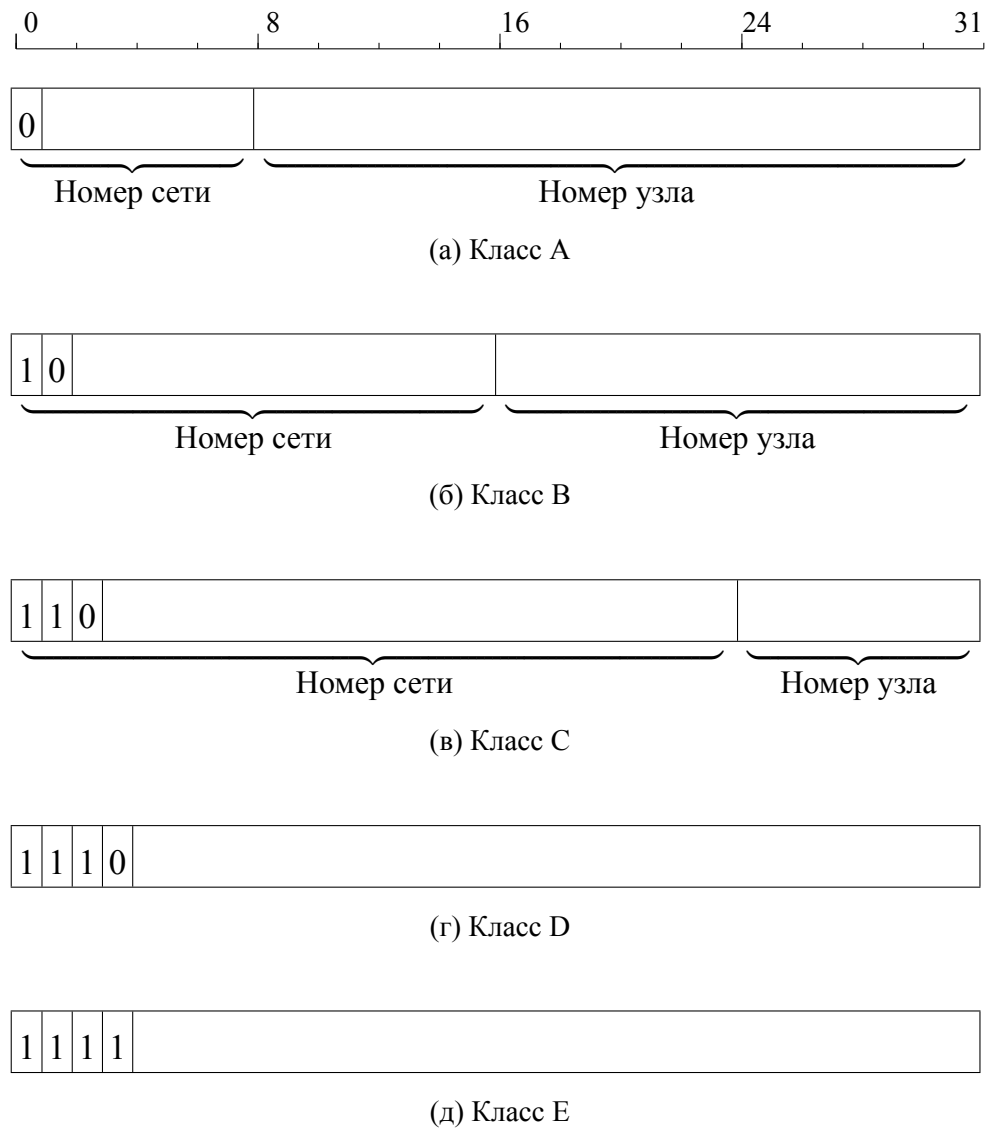 0 8 16 24 31
0
Номер сети Номер узла
(а) Класс A
1 0
Номер сети Номер узла
(б) Класс B
1 1 0
Номер сети Номер узла
(в) Класс C
1 1 1 0
(г) Класс D
1 1 1 1
(д) Класс E